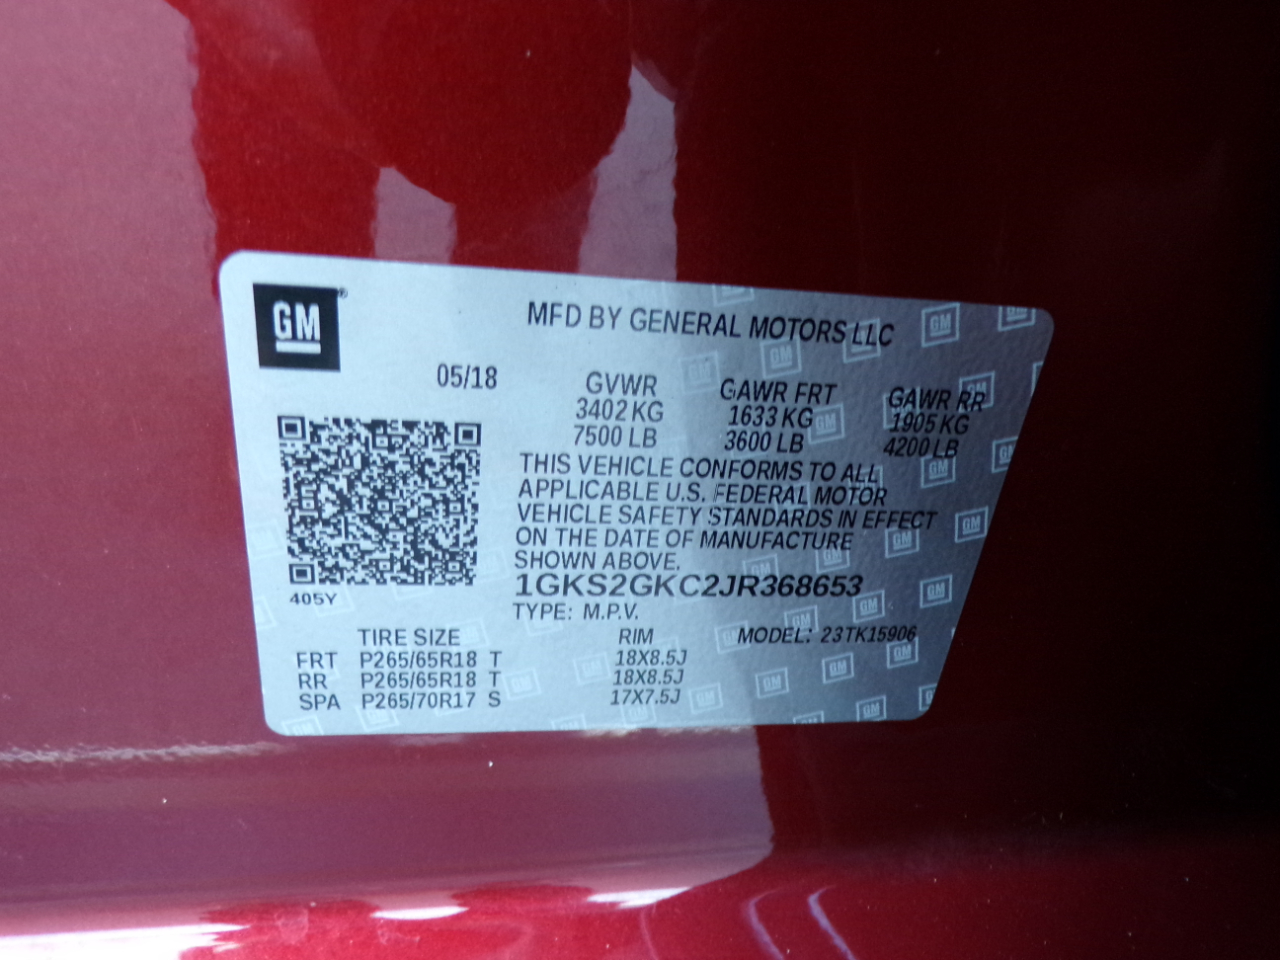 GM®
MFD BY GENERAL MOTORS LLC
05/18
GVWR GAWR FRT GAWR RR
3402 KG 1633 KG 1905 KG
7500 LB 3600 LB 4200 LB
THIS VEHICLE CONFORMS TO ALL
APPLICABLE U.S. FEDERAL MOTOR
VEHICLE SAFETY STANDARDS IN EFFECT
ON THE DATE OF MANUFACTURE
SHOWN ABOVE.
1GKS2GKC2JR368653
405Y
TYPE: M.P.V.
TIRE SIZE RIM MODEL: 23TK15906
FRT P265/65R18 T 18X8.5J
RR P265/65R18 T 18X8.5J
SPA P265/70R17 S 17X7.5J